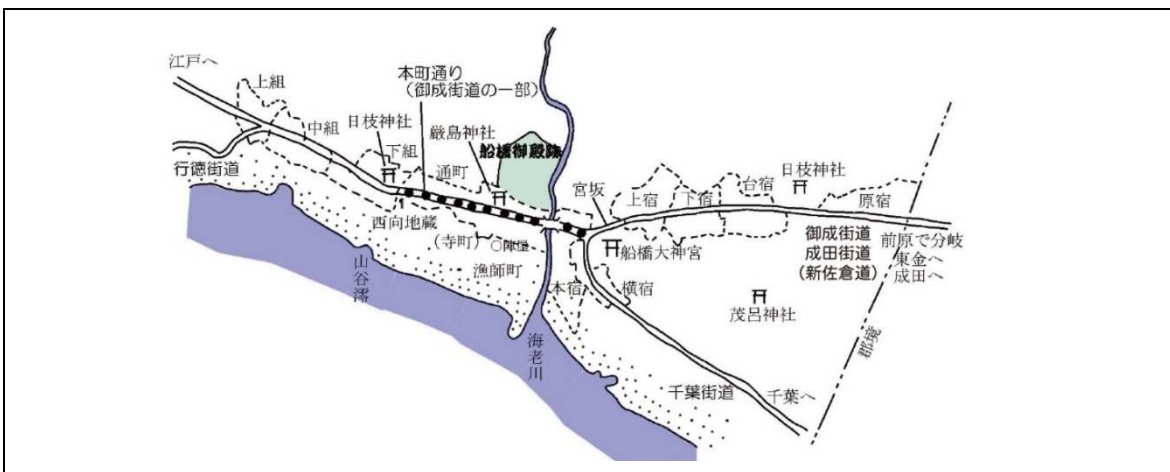 江戸へ
上組
本町通り
(御成街道の一部)
中組
日枝神社
厳島神社
船橋御殿跡
下組
通町
行徳街道
西向地蔵
(寺町)
漁師町
山谷澪
海老川
宮坂
上宿
下宿
台宿
日枝神社
原宿
船橋大神宮
御成街道
成田街道
(新佐倉道)
前原で分岐
東金へ
成田へ
本宿
横宿
茂呂神社
郡境
千葉街道
千葉へ